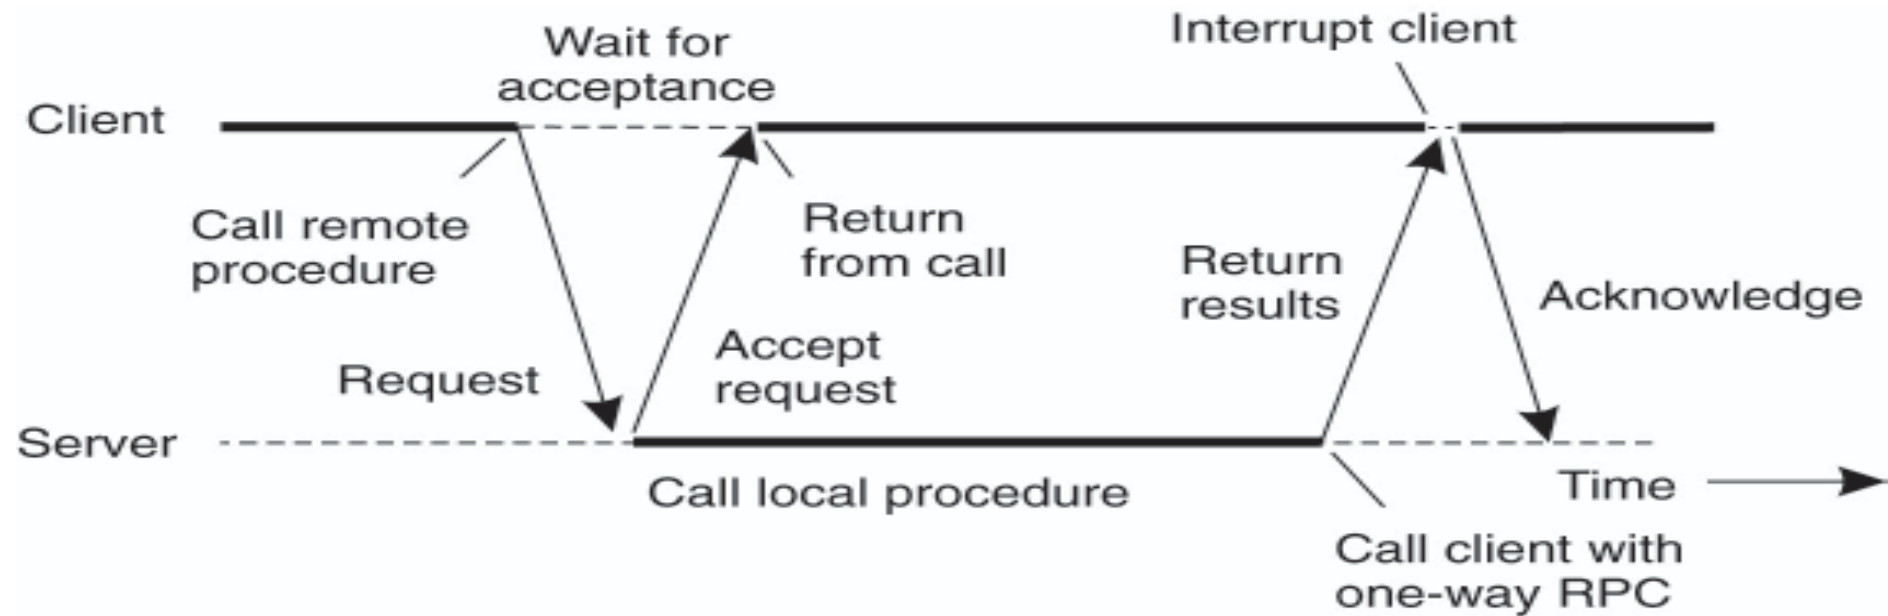 Wait for
acceptance
Interrupt client
Client
Call remote
procedure
Return
from call
Return
results
Acknowledge
Request
Accept
request
Server
Call local procedure
Time
Call client with
one-way RPC